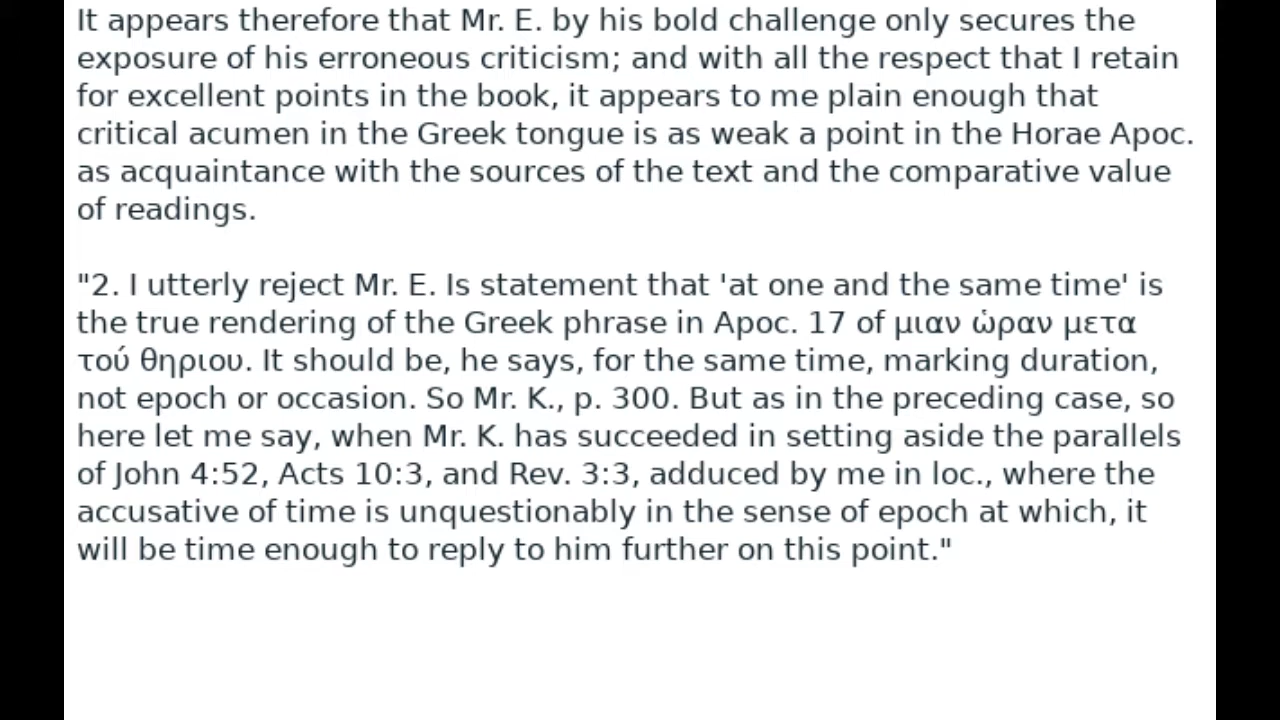 It appears therefore that Mr. E. by his bold challenge only secures the
exposure of his erroneous criticism; and with all the respect that I retain
for excellent points in the book, it appears to me plain enough that
critical acumen in the Greek tongue is as weak a point in the Horae Apoc.
as acquaintance with the sources of the text and the comparative value
of readings.
"2. I utterly reject Mr. E. Is statement that 'at one and the same time' is
the true rendering of the Greek phrase in Apoc. 17 of μιαν ὡραν μετα
τού θηριου. It should be, he says, for the same time, marking duration,
not epoch or occasion. So Mr. K., p. 300. But as in the preceding case, so
here let me say, when Mr. K. has succeeded in setting aside the parallels
of John 4:52, Acts 10:3, and Rev. 3:3, adduced by me in loc., where the
accusative of time is unquestionably in the sense of epoch at which, it
will be time enough to reply to him further on this point."